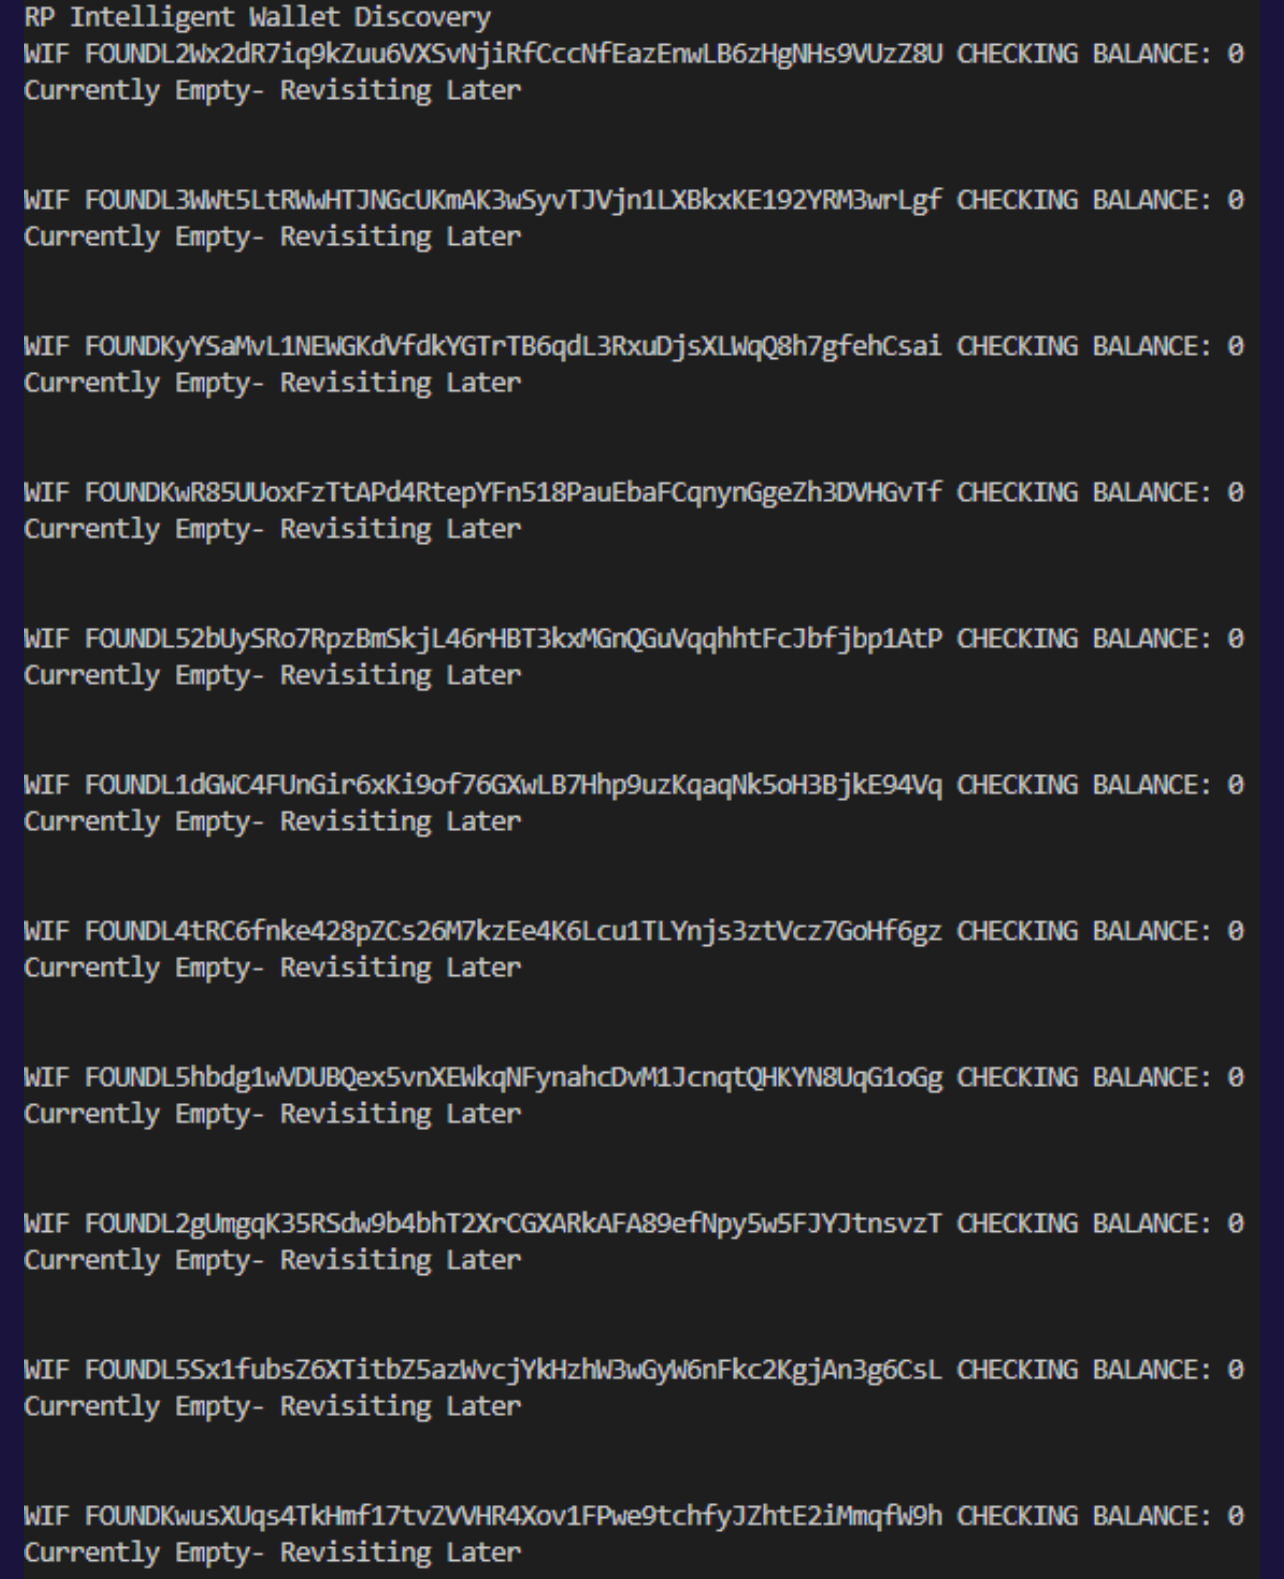 RP Intelligent Wallet Discovery
WIF FOUNDL2Wx2dR7iq9kZuu6VXSvNjiRfCccNfEazEnwLB6zHgNHs9VUzZ8U CHECKING BALANCE: 0
Currently Empty- Revisiting Later
WIF FOUNDL3WWt5LtRWwHTJNGcUKmAK3wSyvTJVjn1LXBkxKE192YRM3wrLgf CHECKING BALANCE: 0
Currently Empty- Revisiting Later
WIF FOUNDKyYSaMvL1NEWGKdVfdkYGTrTB6qdL3RxuDjsXLWqQ8h7gfehCsai CHECKING BALANCE: 0
Currently Empty- Revisiting Later
WIF FOUNDKwR85UUoxFzTtAPd4RtepYFn518PauEbaFCqnynGgeZh3DVHGvTf CHECKING BALANCE: 0
Currently Empty- Revisiting Later
WIF FOUNDL52bUySRo7RpzBmSkjL46rHBT3kxMGnQGuVqqhhtFcJbfjbp1AtP CHECKING BALANCE: 0
Currently Empty- Revisiting Later
WIF FOUNDL1dGWC4FUnGir6xKi9of76GXwLB7Hhp9uzKqaqNk5oH3BjkE94Vq CHECKING BALANCE: 0
Currently Empty- Revisiting Later
WIF FOUNDL4tRC6fnke428pZCs26M7kzEe4K6Lcu1TLYnjs3ztVcz7GoHf6gz CHECKING BALANCE: 0
Currently Empty- Revisiting Later
WIF FOUNDL5hbdg1wVDUBQex5vnXEWkqNFynahcDvM1JcnqtQHKYN8UqG1oGg CHECKING BALANCE: 0
Currently Empty- Revisiting Later
WIF FOUNDL2gUmgqK35RSdw9b4bhT2XrCGXARkAFA89efNpy5w5FJYJtnsvzT CHECKING BALANCE: 0
Currently Empty- Revisiting Later
WIF FOUNDL5Sx1fubsZ6XTitbZ5azWvcjYkHzhW3wGyW6nFkc2KgjAn3g6CsL CHECKING BALANCE: 0
Currently Empty- Revisiting Later
WIF FOUNDKwusXUqs4TkHmf17tvZVVHR4Xov1FPwe9tchfyJZhtE2iMmqfW9h CHECKING BALANCE: 0
Currently Empty- Revisiting Later